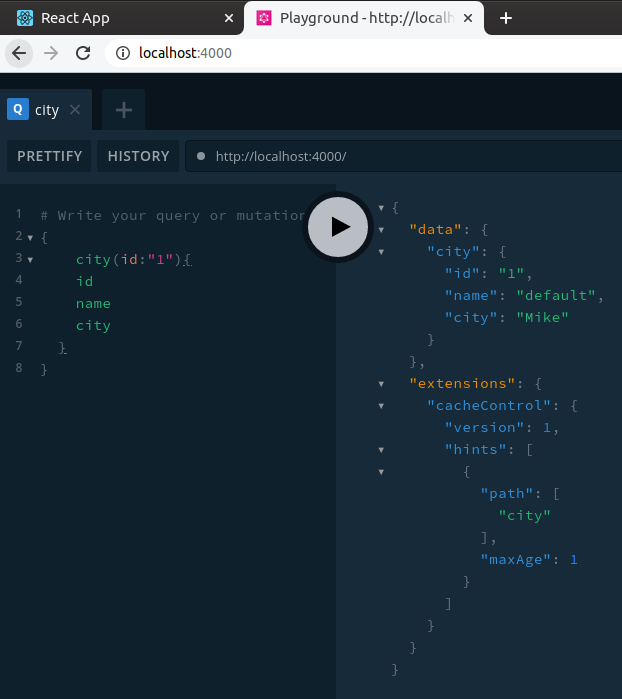 React App
Playground - http://localh
localhost:4000
Q city
PRETTIFY HISTORY http://localhost:4000/
1 # Write your query or mutation
2 {
3 city(id:"1"){
4 id
5 name
6 city
7 }
8 }
{
"data": {
"city": {
"id": "1",
"name": "default",
"city": "Mike"
}
},
"extensions": {
"cacheControl": {
"version": 1,
"hints": [
{
"path": [
"city"
],
"maxAge": 1
}
]
}
}
}